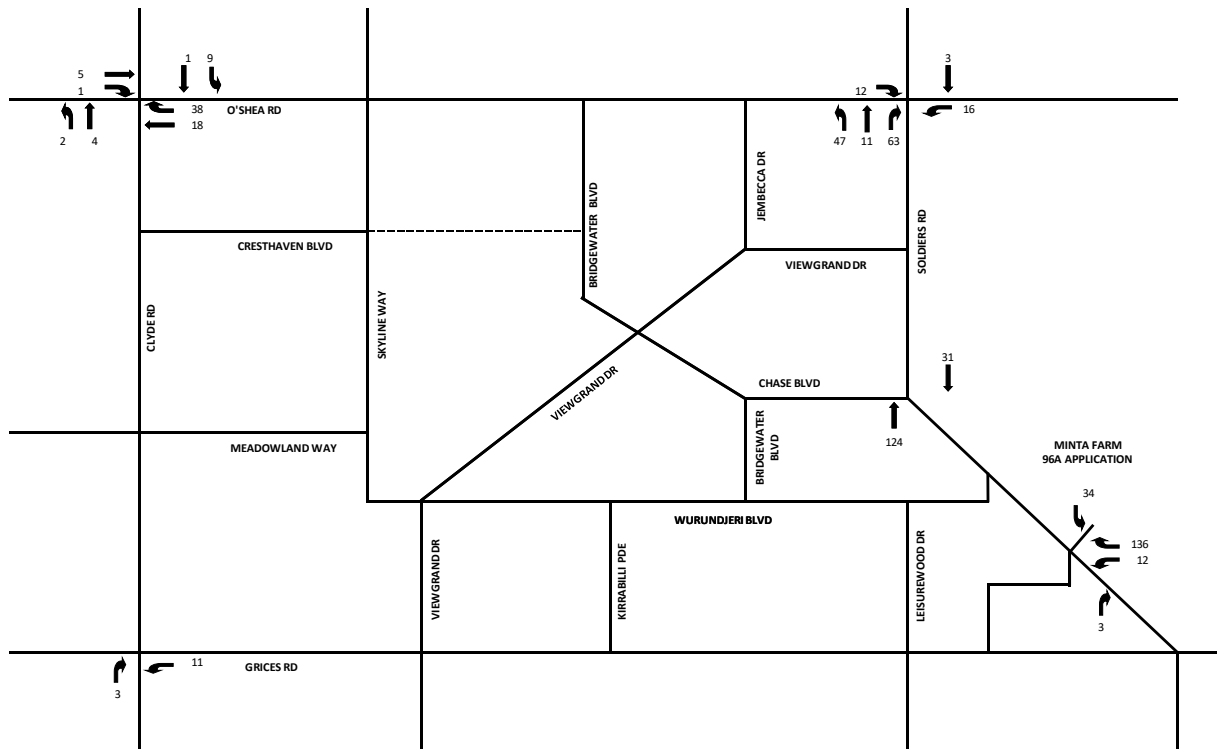 1 9
3
5
1
12
38
O'SHEA RD
16
18
2 4
47 11 63
BRIDGEWATER BLVD
JEMBECCA DR
SOLDIERS RD
CRESTHAVEN BLVD
VIEWGRAND DR
CLYDE RD
SKYLINE WAY
31
VIEWGRAND DR
CHASE BLVD
MEADOWLAND WAY
BRIDGEWATER
BLVD
124
MINTA FARM
96A APPLICATION
34
WURUNDJERI BLVD
136
12
VIEWGRAND DR
KIRRABILLI PDE
LEISUREWOOD DR
3
11
GRICES RD
3